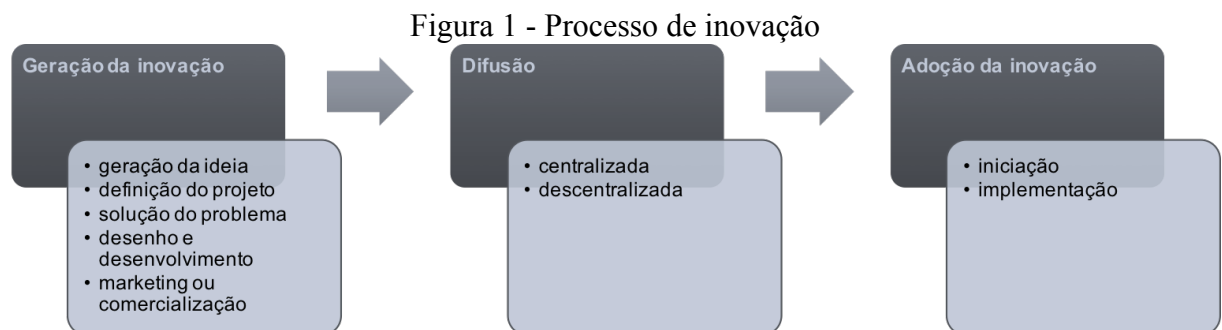 Figura 1 - Processo de inovação
Geração da inovação
• geração da ideia
• definição do projeto
• solução do problema
• desenho e
desenvolvimento
• marketing ou
comercialização
Difusão
• centralizada
• descentralizada
Adoção da inovação
• iniciação
• implementação